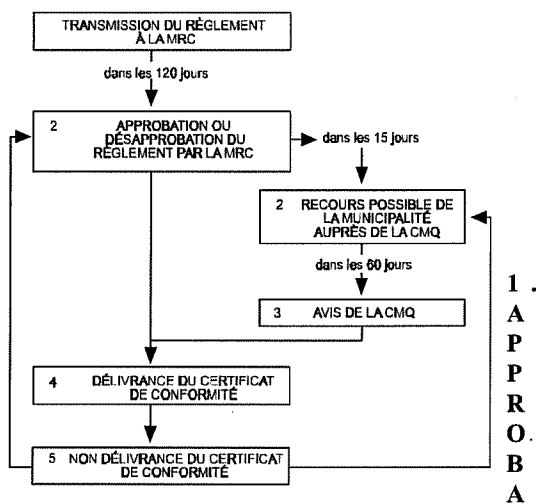 TRANSMISSION DU RÈGLEMENT
À LA MRC
dans les 120 jours
2 APPROBATION OU
DÉSAPPROBATION DU
RÈGLEMENT PAR LA MRC
dans les 15 jours
2 RECOURS POSSIBLE DE
LA MUNICIPALITÉ
AUPRÈS DE LA CMQ
dans les 60 jours
3 AVIS DE LA CMQ
4 DÉLIVRANCE DU CERTIFICAT
DE CONFORMITÉ
5 NON DÉLIVRANCE DU CERTIFICAT
DE CONFORMITÉ
1.
A
P
P
R
O
B
A